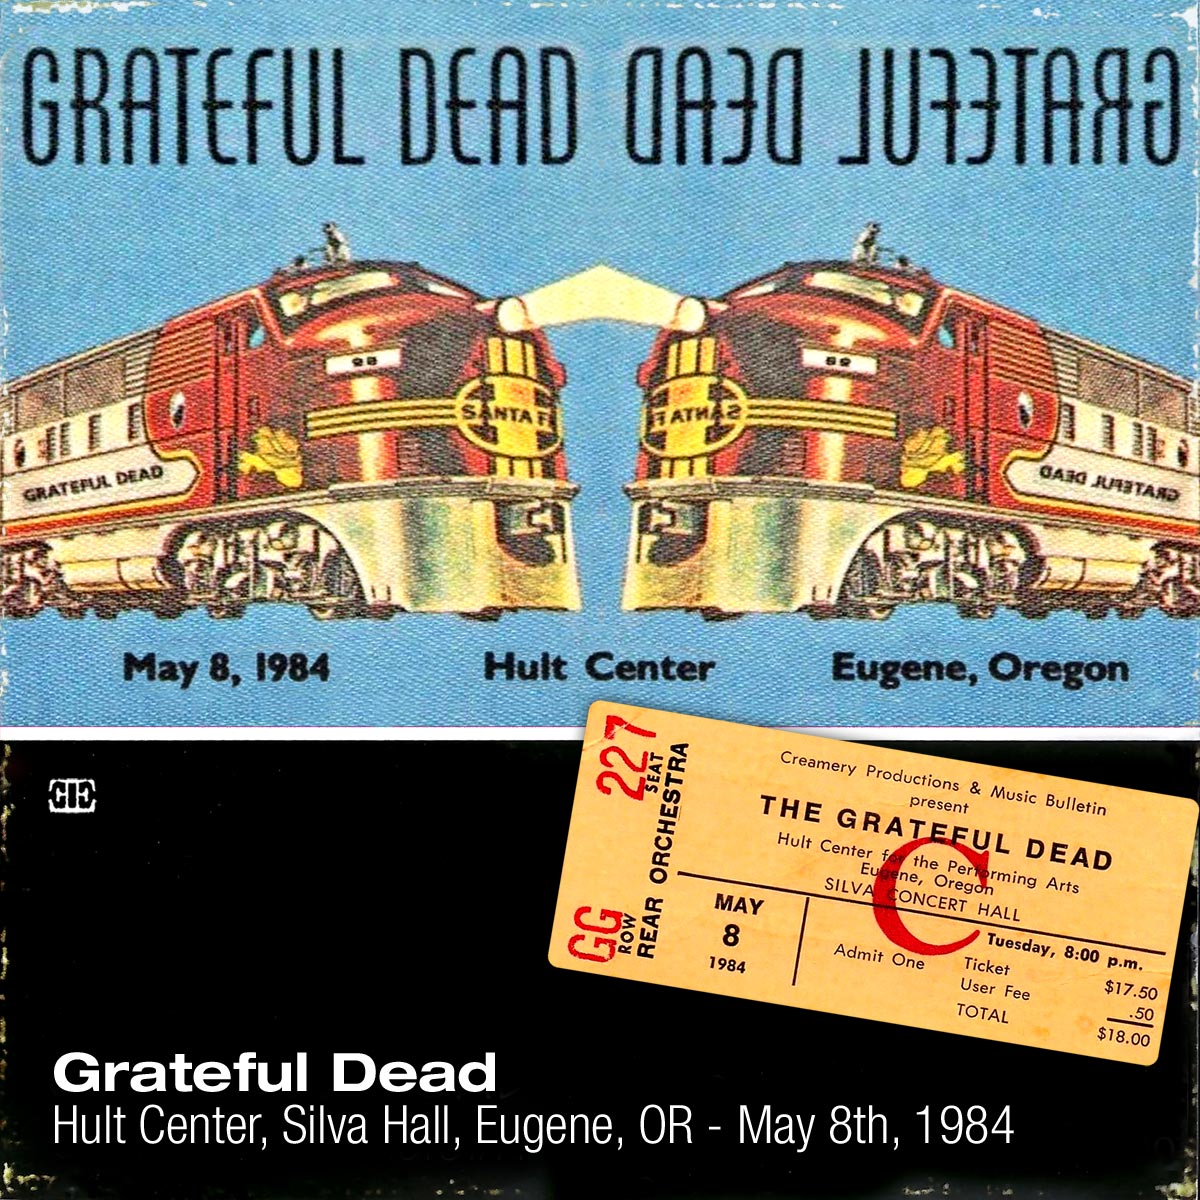 GRATEFUL DEAD GRATEFUL DEAD
SANTA FE
SANTA FE
GRATEFUL DEAD
GRATEFUL DEAD
May 8, 1984 Hult Center Eugene, Oregon
227
SEAT
GG
ROW
REAR ORCHESTRA
Creamery Productions & Music Bulletin
present
THE GRATEFUL DEAD
Hult Center for the Performing Arts
Eugene, Oregon
SILVA CONCERT HALL
C
MAY
8
1984
Tuesday, 8:00 p.m.
Admit One
Ticket $17.50
User Fee .50
TOTAL $18.00
Grateful Dead
Hult Center, Silva Hall, Eugene, OR - May 8th, 1984